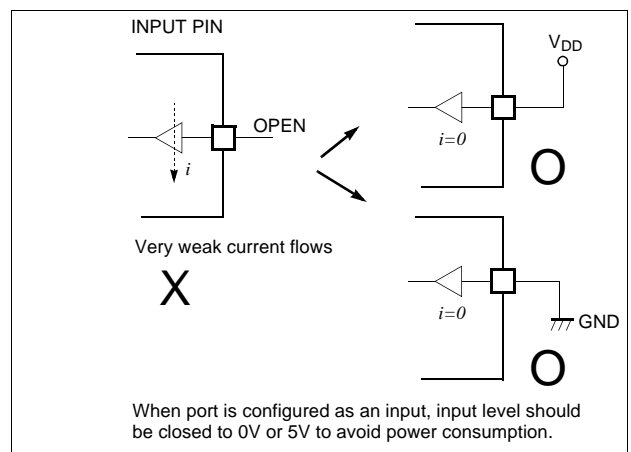 INPUT PIN
OPEN
i
Very weak current flows
X
V_DD
i=0
O
i=0
GND
O
When port is configured as an input, input level should
be closed to 0V or 5V to avoid power consumption.